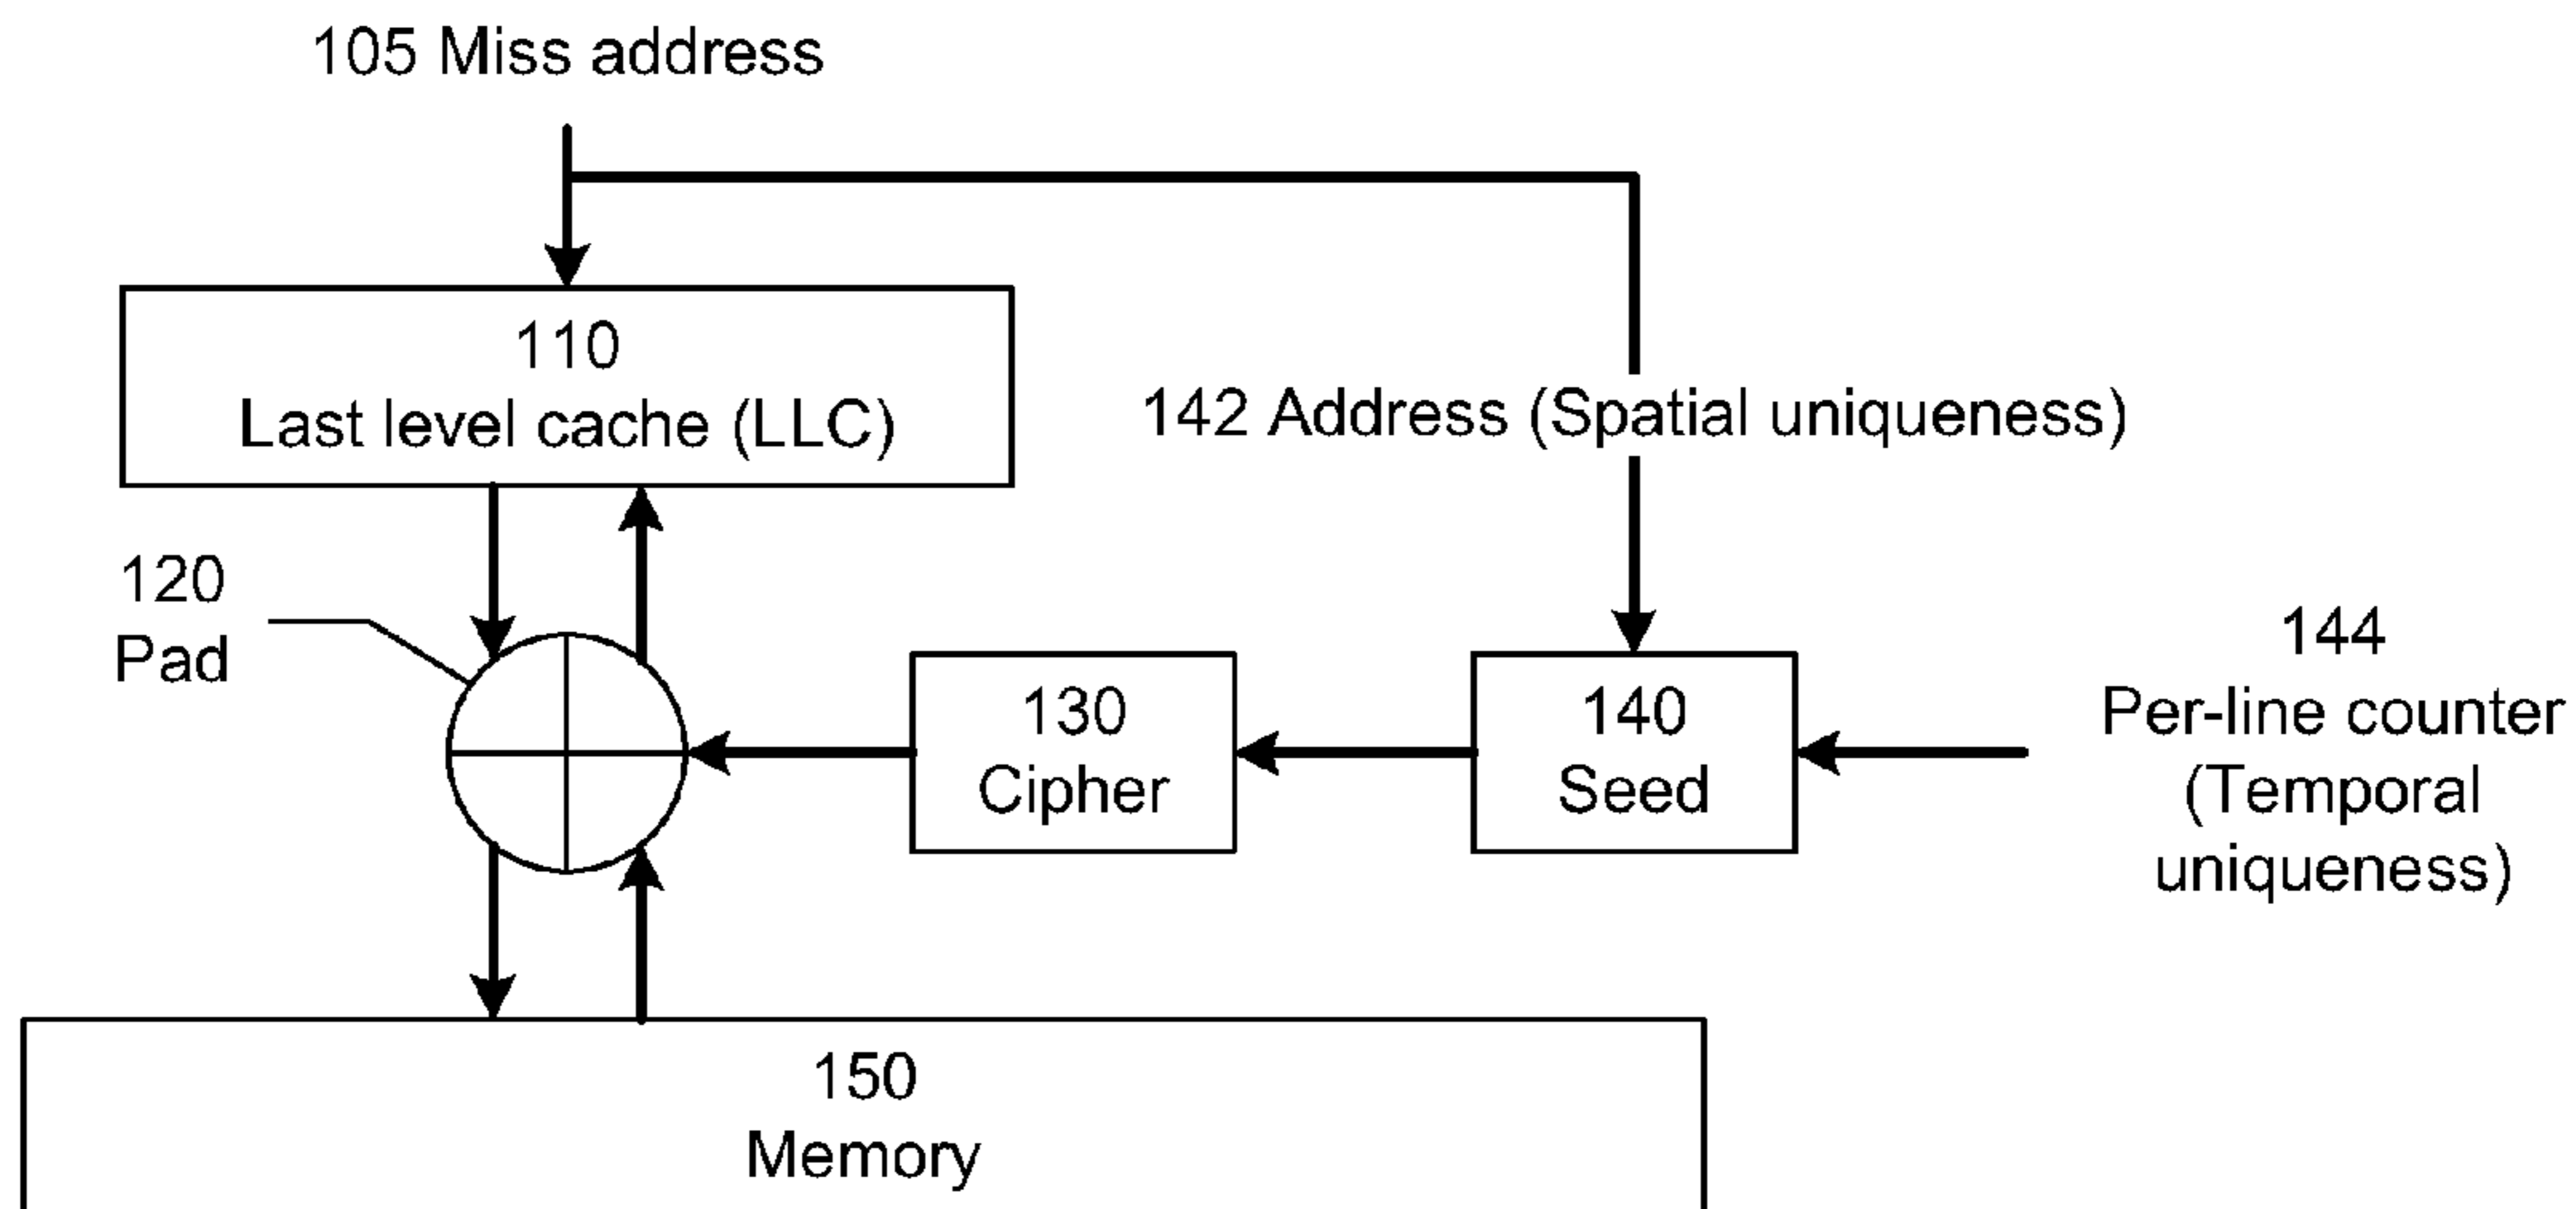 105 Miss address
110
Last level cache (LLC)
142 Address (Spatial uniqueness)
120
Pad
130
Cipher
140
Seed
144
Per-line counter
(Temporal
uniqueness)
150
Memory